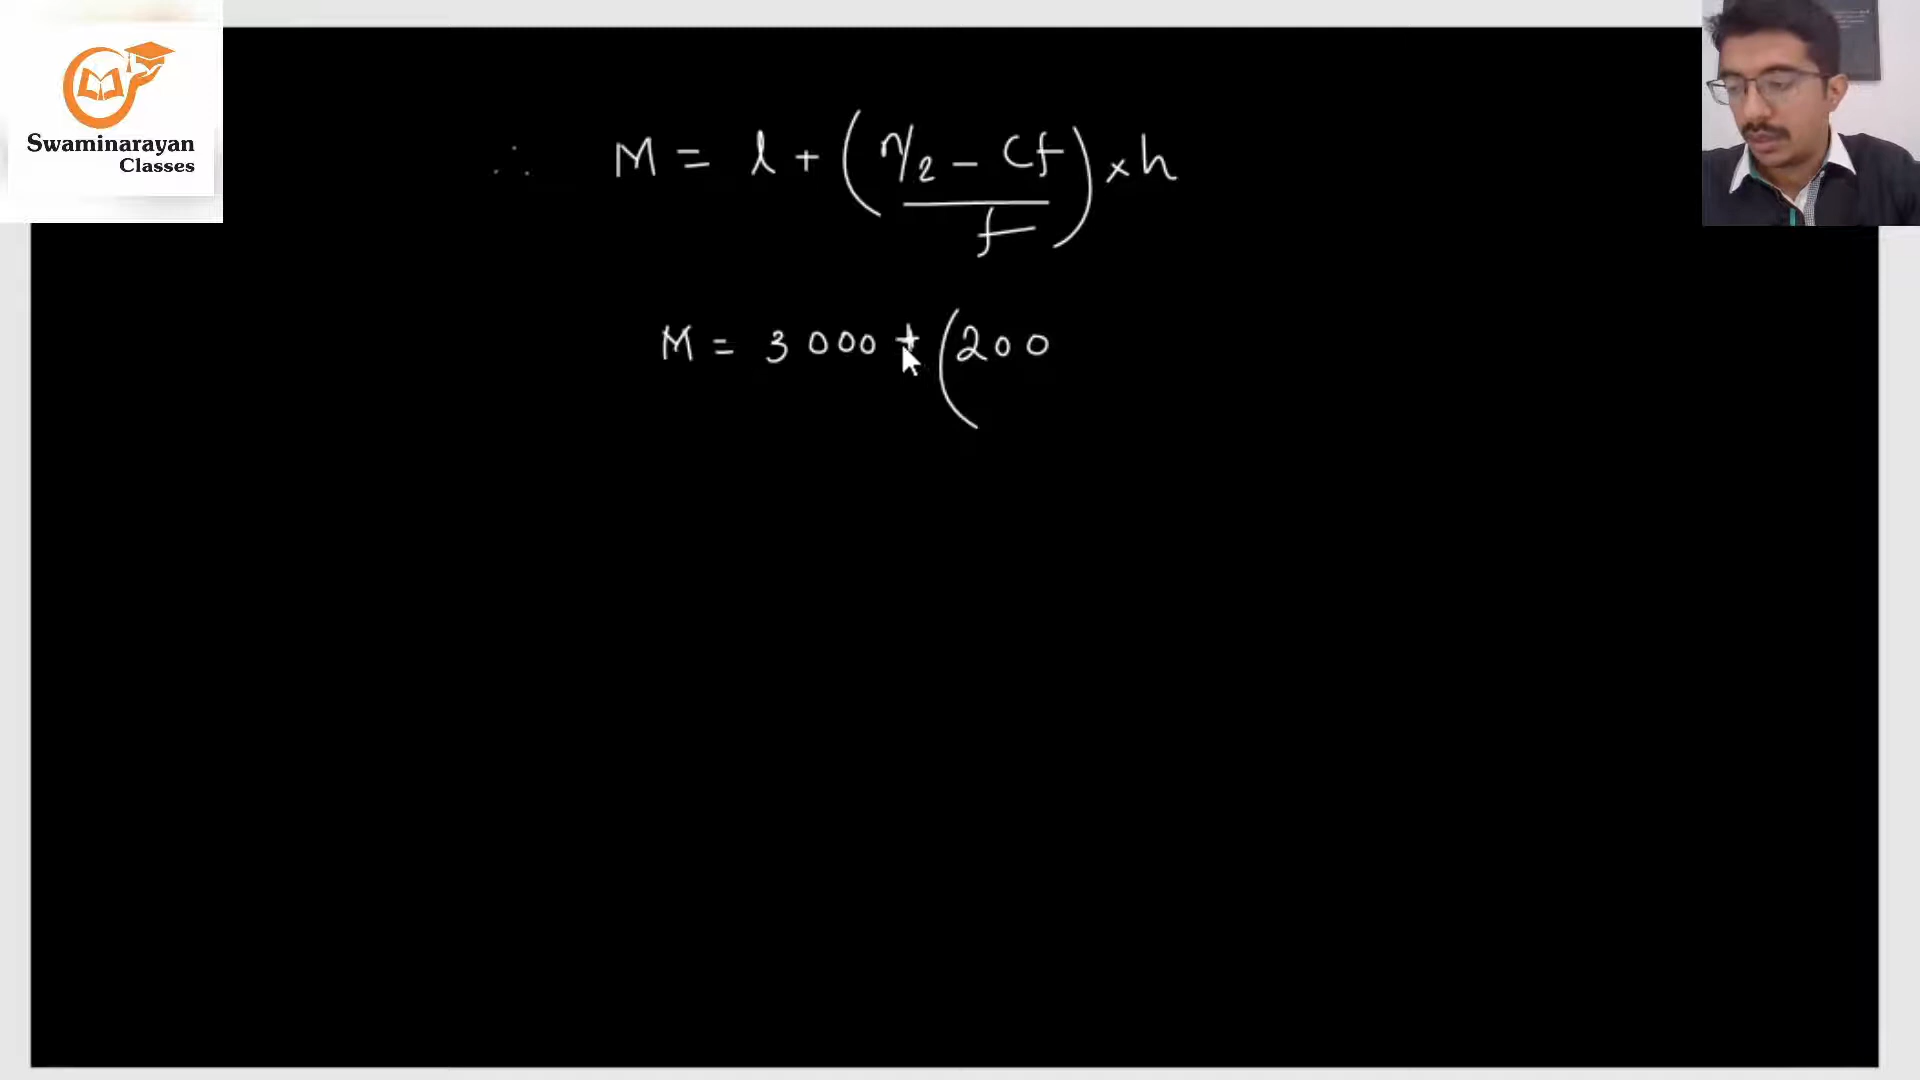 Swaminarayan
Classes
∴ M = l + ( n/2 - Cf / f ) × h
M = 3000 + ( 200